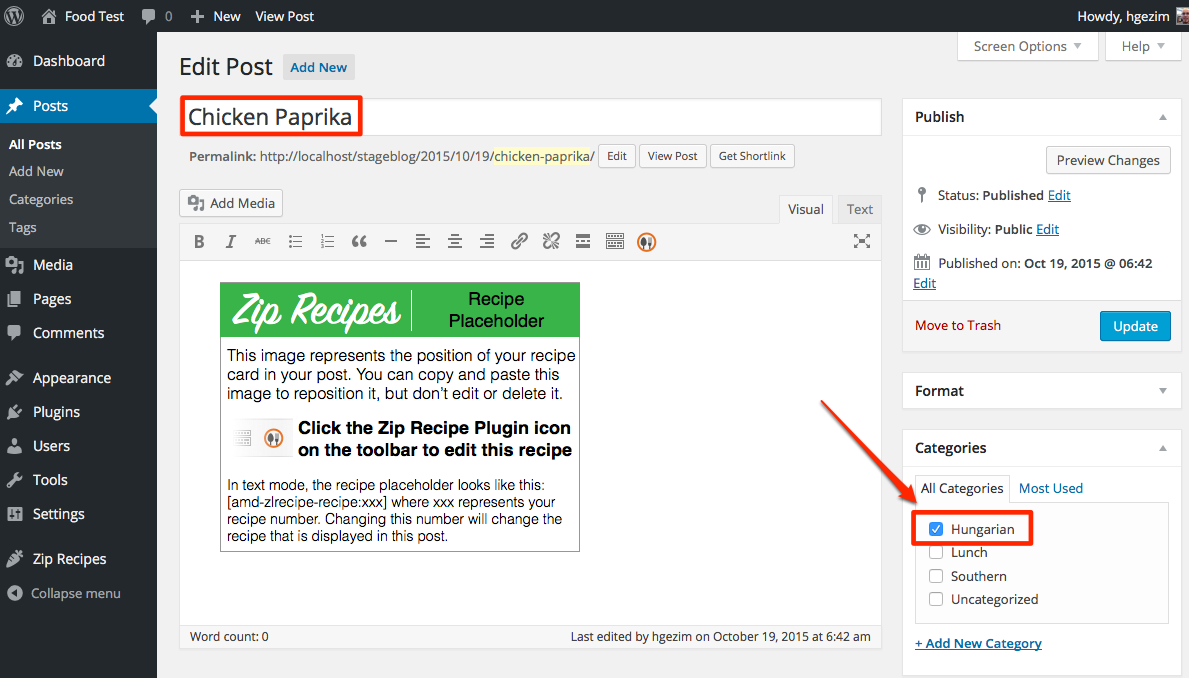 Food Test 0 New View Post Howdy, hgezim
Dashboard
Posts
All Posts
Add New
Categories
Tags
Media
Pages
Comments
Appearance
Plugins
Users
Tools
Settings
Zip Recipes
Collapse menu
Screen Options Help
Edit Post Add New
Chicken Paprika
Permalink: http://localhost/stageblog/2015/10/19/chicken-paprika/ Edit View Post Get Shortlink
Add Media
Visual Text
B I ABC
Zip Recipes
Recipe
Placeholder
This image represents the position of your recipe
card in your post. You can copy and paste this
image to reposition it, but don't edit or delete it.
Click the Zip Recipe Plugin icon
on the toolbar to edit this recipe
In text mode, the recipe placeholder looks like this:
[amd-zlrecipe-recipe:xxx] where xxx represents your
recipe number. Changing this number will change the
recipe that is displayed in this post.
Word count: 0 Last edited by hgezim on October 19, 2015 at 6:42 am
Publish
Preview Changes
Status: Published Edit
Visibility: Public Edit
Published on: Oct 19, 2015 @ 06:42
Edit
Move to Trash Update
Format
Categories
All Categories Most Used
Hungarian
Lunch
Southern
Uncategorized
+ Add New Category